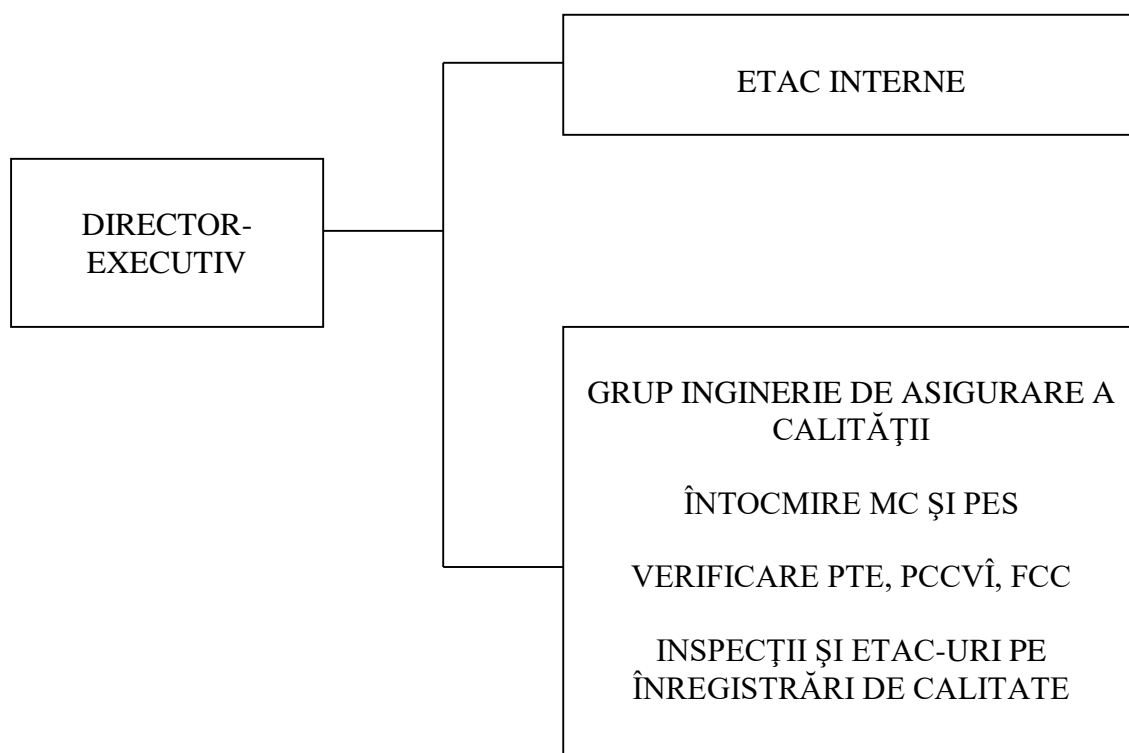 ETAC INTERNE
DIRECTOR-
EXECUTIV
GRUP INGINERIE DE ASIGURARE A
CALITĂŢII
ÎNTOCMIRE MC ŞI PES
VERIFICARE PTE, PCCVÎ, FCC
INSPECŢII ŞI ETAC-URI PE
ÎNREGISTRĂRI DE CALITATE